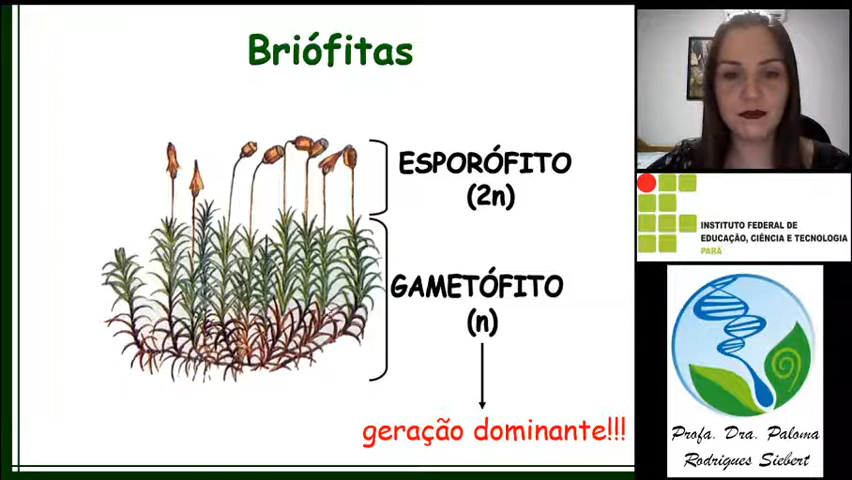 Briófitas
ESPORÓFITO
(2n)
GAMETÓFITO
(n)
geração dominante!!!
INSTITUTO FEDERAL DE
EDUCAÇÃO, CIÊNCIA E TECNOLOGIA
PARÁ
Profa. Dra. Paloma
Rodrigues Siebert